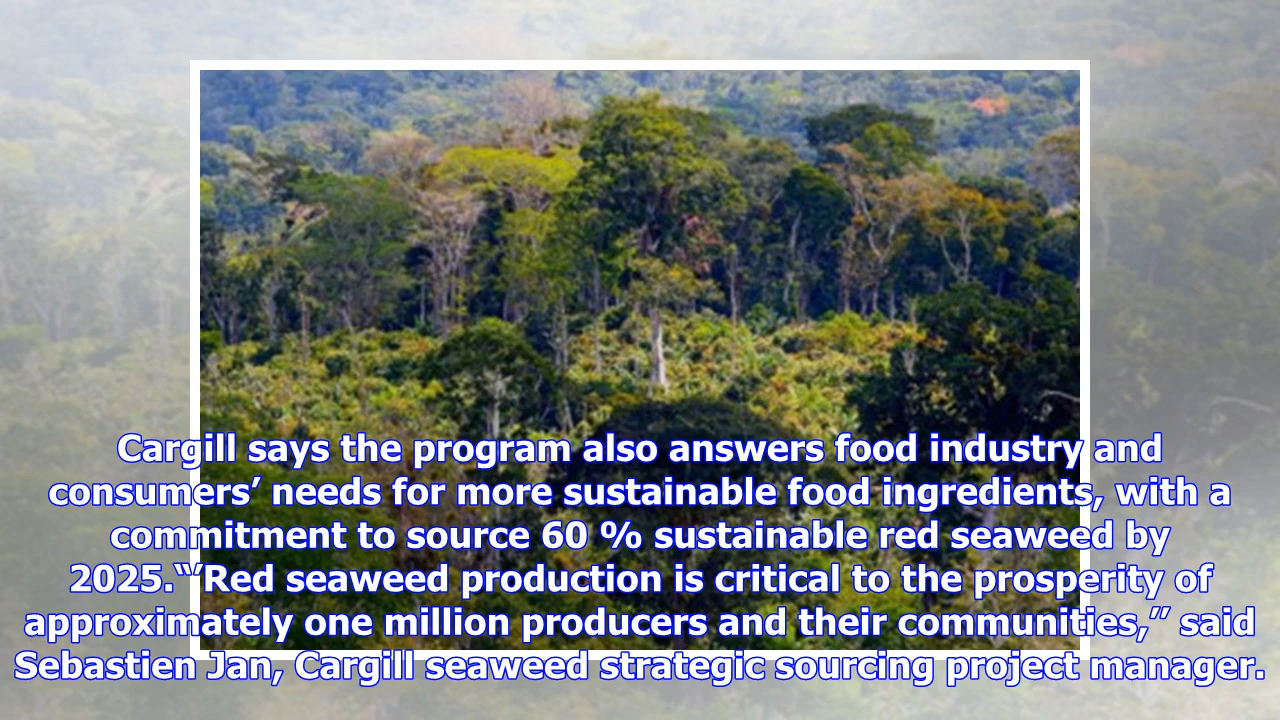 Cargill says the program also answers food industry and
consumers’ needs for more sustainable food ingredients, with a
commitment to source 60 % sustainable red seaweed by
2025.“”Red seaweed production is critical to the prosperity of
approximately one million producers and their communities,” said
Sebastien Jan, Cargill seaweed strategic sourcing project manager.